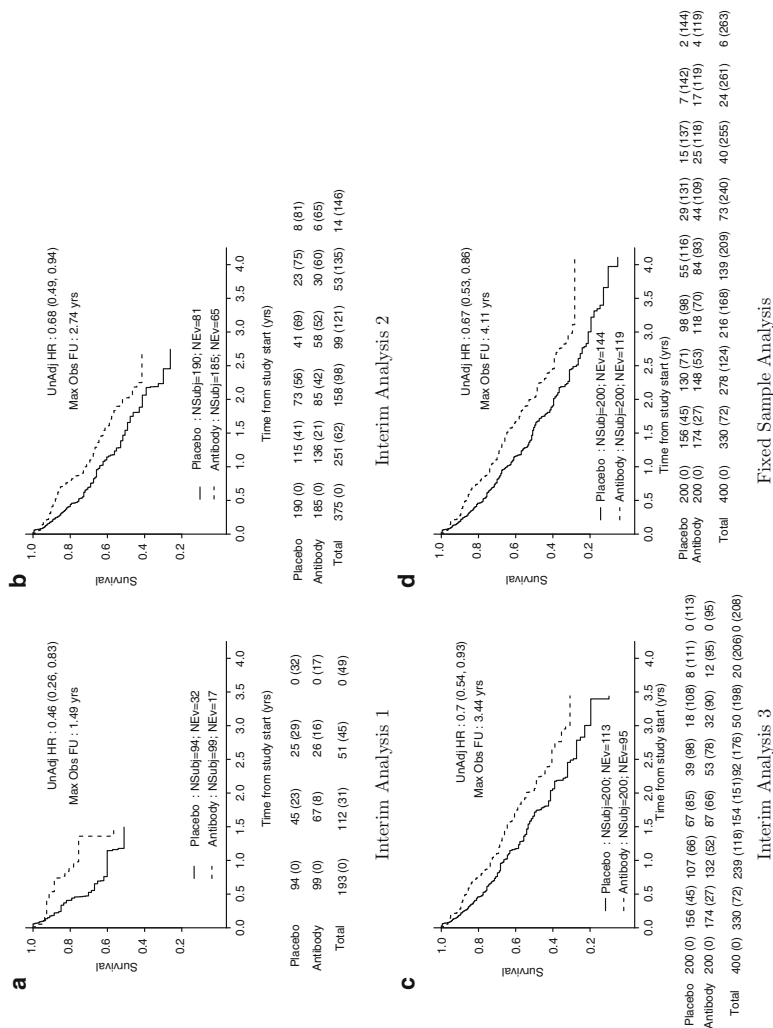 a
UnAdj HR : 0.46 (0.26, 0.83)
Max Obs FU : 1.49 yrs
Survival
1.0
0.8
0.6
0.4
0.2
Placebo : NSubj=94; NEv=32
Antibody : NSubj=99; NEv=17
0.0 0.5 1.0 1.5 2.0 2.5 3.0 3.5 4.0
Time from study start (yrs)
Placebo 94 (0) 45 (23) 25 (29) 0 (32)
Antibody 99 (0) 67 (8) 26 (16) 0 (17)
Total 193 (0) 112 (31) 51 (45) 0 (49)
Interim Analysis 1
b
UnAdj HR : 0.68 (0.49, 0.94)
Max Obs FU : 2.74 yrs
Survival
1.0
0.8
0.6
0.4
0.2
Placebo : NSubj=190; NEv=81
Antibody : NSubj=185; NEv=65
0.0 0.5 1.0 1.5 2.0 2.5 3.0 3.5 4.0
Time from study start (yrs)
Placebo 190 (0) 115 (41) 73 (56) 41 (69) 23 (75) 8 (81)
Antibody 185 (0) 136 (21) 85 (42) 58 (52) 30 (60) 6 (65)
Total 375 (0) 251 (62) 158 (98) 99 (121) 53 (135) 14 (146)
Interim Analysis 2
c
UnAdj HR : 0.7 (0.54, 0.93)
Max Obs FU : 3.44 yrs
Survival
1.0
0.8
0.6
0.4
0.2
Placebo : NSubj=200; NEv=113
Antibody : NSubj=200; NEv=95
0.0 0.5 1.0 1.5 2.0 2.5 3.0 3.5 4.0
Time from study start (yrs)
Placebo 200 (0) 156 (45) 107 (66) 67 (85) 39 (98) 18 (108) 8 (111) 0 (113)
Antibody 200 (0) 174 (27) 132 (52) 87 (66) 53 (78) 32 (90) 12 (95) 0 (95)
Total 400 (0) 330 (72) 239 (118) 154 (151) 92 (176) 50 (198) 20 (206) 0 (208)
Interim Analysis 3
d
UnAdj HR : 0.67 (0.53, 0.86)
Max Obs FU : 4.11 yrs
Survival
1.0
0.8
0.6
0.4
0.2
Placebo : NSubj=200; NEv=144
Antibody : NSubj=200; NEv=119
0.0 0.5 1.0 1.5 2.0 2.5 3.0 3.5 4.0
Time from study start (yrs)
Placebo 200 (0) 156 (45) 130 (71) 98 (98) 55 (116) 29 (131) 15 (137) 7 (142) 2 (144)
Antibody 200 (0) 174 (27) 148 (53) 118 (70) 84 (93) 44 (109) 25 (118) 17 (119) 4 (119)
Total 400 (0) 330 (72) 278 (124) 216 (168) 139 (209) 73 (240) 40 (255) 24 (261) 6 (263)
Fixed Sample Analysis